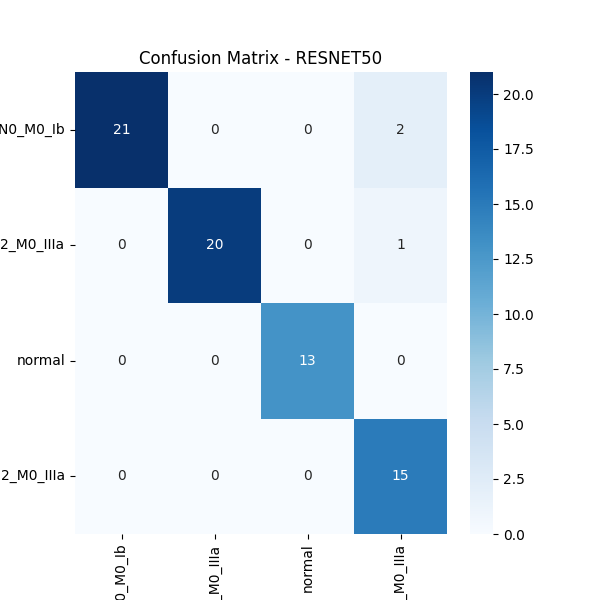 Confusion Matrix - RESNET50
N0_M0_Ib 21 0 0 2
2_M0_IIIa 0 20 0 1
normal 0 0 13 0
2_M0_IIIa 0 0 0 15
0_M0_Ib
_M0_IIIa
normal
_M0_IIIa
20.0
17.5
15.0
12.5
10.0
7.5
5.0
2.5
0.0